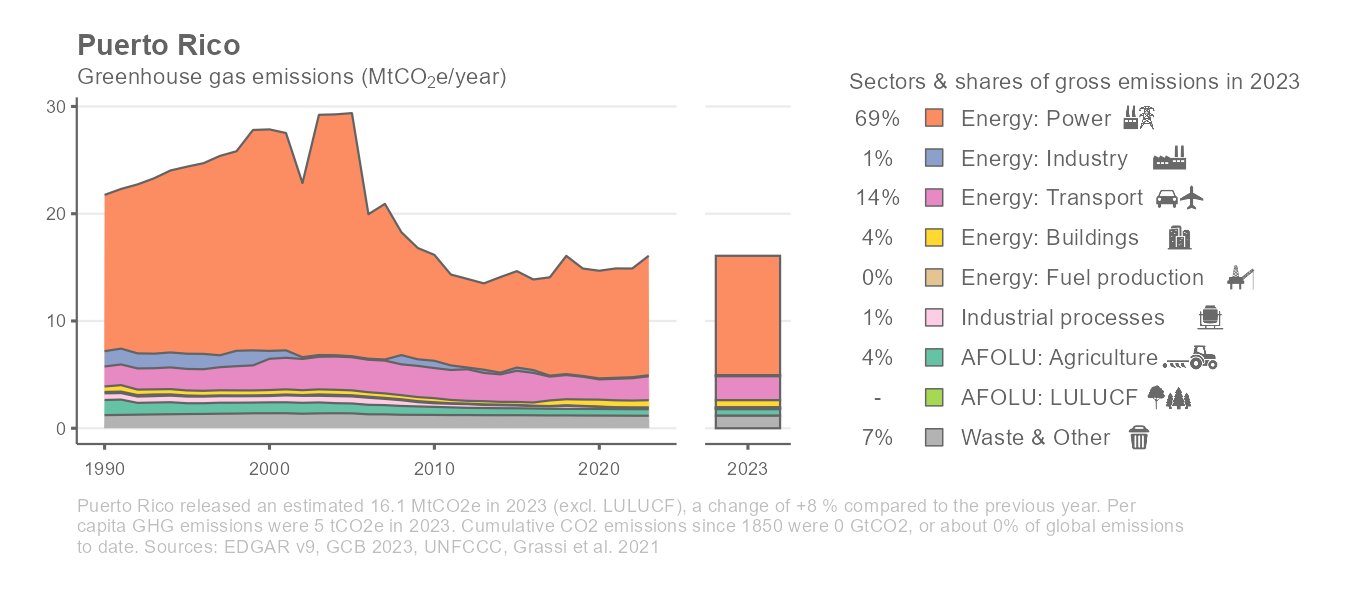 Puerto Rico
Greenhouse gas emissions (MtCO₂e/year)
Sectors & shares of gross emissions in 2023
30
20
10
0
1990
2000
2010
2020
2023
69% Energy: Power
1% Energy: Industry
14% Energy: Transport
4% Energy: Buildings
0% Energy: Fuel production
1% Industrial processes
4% AFOLU: Agriculture
- AFOLU: LULUCF
7% Waste & Other
Puerto Rico released an estimated 16.1 MtCO2e in 2023 (excl. LULUCF), a change of +8 % compared to the previous year. Per
capita GHG emissions were 5 tCO2e in 2023. Cumulative CO2 emissions since 1850 were 0 GtCO2, or about 0% of global emissions
to date. Sources: EDGAR v9, GCB 2023, UNFCCC, Grassi et al. 2021